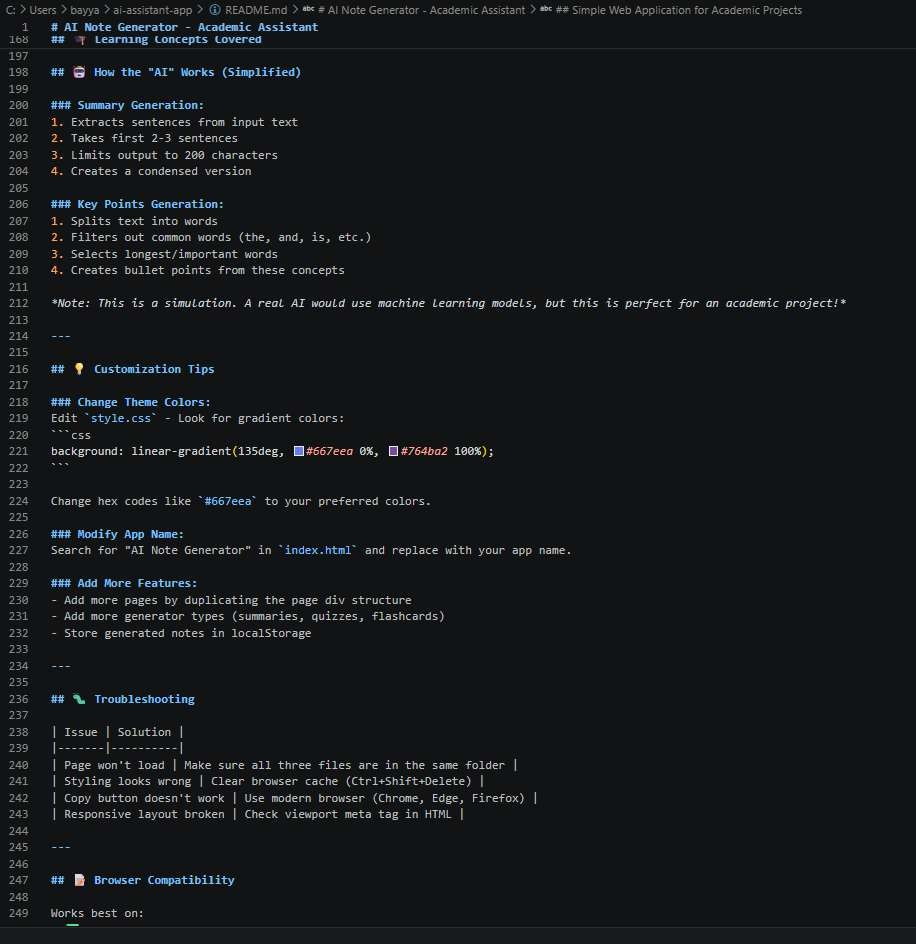 C: > Users > bayya > ai-assistant-app > README.md > # AI Note Generator - Academic Assistant > ## Simple Web Application for Academic Projects
1 # AI Note Generator - Academic Assistant
168 ## Learning Concepts Covered
197
198 ## 🤖 How the "AI" Works (Simplified)
199
200 ### Summary Generation:
201 1. Extracts sentences from input text
202 2. Takes first 2-3 sentences
203 3. Limits output to 200 characters
204 4. Creates a condensed version
205
206 ### Key Points Generation:
207 1. Splits text into words
208 2. Filters out common words (the, and, is, etc.)
209 3. Selects longest/important words
210 4. Creates bullet points from these concepts
211
212 *Note: This is a simulation. A real AI would use machine learning models, but this is perfect for an academic project!*
213
214 ---
215
216 ## 💡 Customization Tips
217
218 ### Change Theme Colors:
219 Edit `style.css` - Look for gradient colors:
220 ```css
221 background: linear-gradient(135deg, #667eea 0%, #764ba2 100%);
222 ```
223
224 Change hex codes like `#667eea` to your preferred colors.
225
226 ### Modify App Name:
227 Search for "AI Note Generator" in `index.html` and replace with your app name.
228
229 ### Add More Features:
230 - Add more pages by duplicating the page div structure
231 - Add more generator types (summaries, quizzes, flashcards)
232 - Store generated notes in localStorage
233
234 ---
235
236 ## 🐛 Troubleshooting
237
238 | Issue | Solution |
239 |-------|----------|
240 | Page won't load | Make sure all three files are in the same folder |
241 | Styling looks wrong | Clear browser cache (Ctrl+Shift+Delete) |
242 | Copy button doesn't work | Use modern browser (Chrome, Edge, Firefox) |
243 | Responsive layout broken | Check viewport meta tag in HTML |
244
245 ---
246
247 ## 📝 Browser Compatibility
248
249 Works best on: